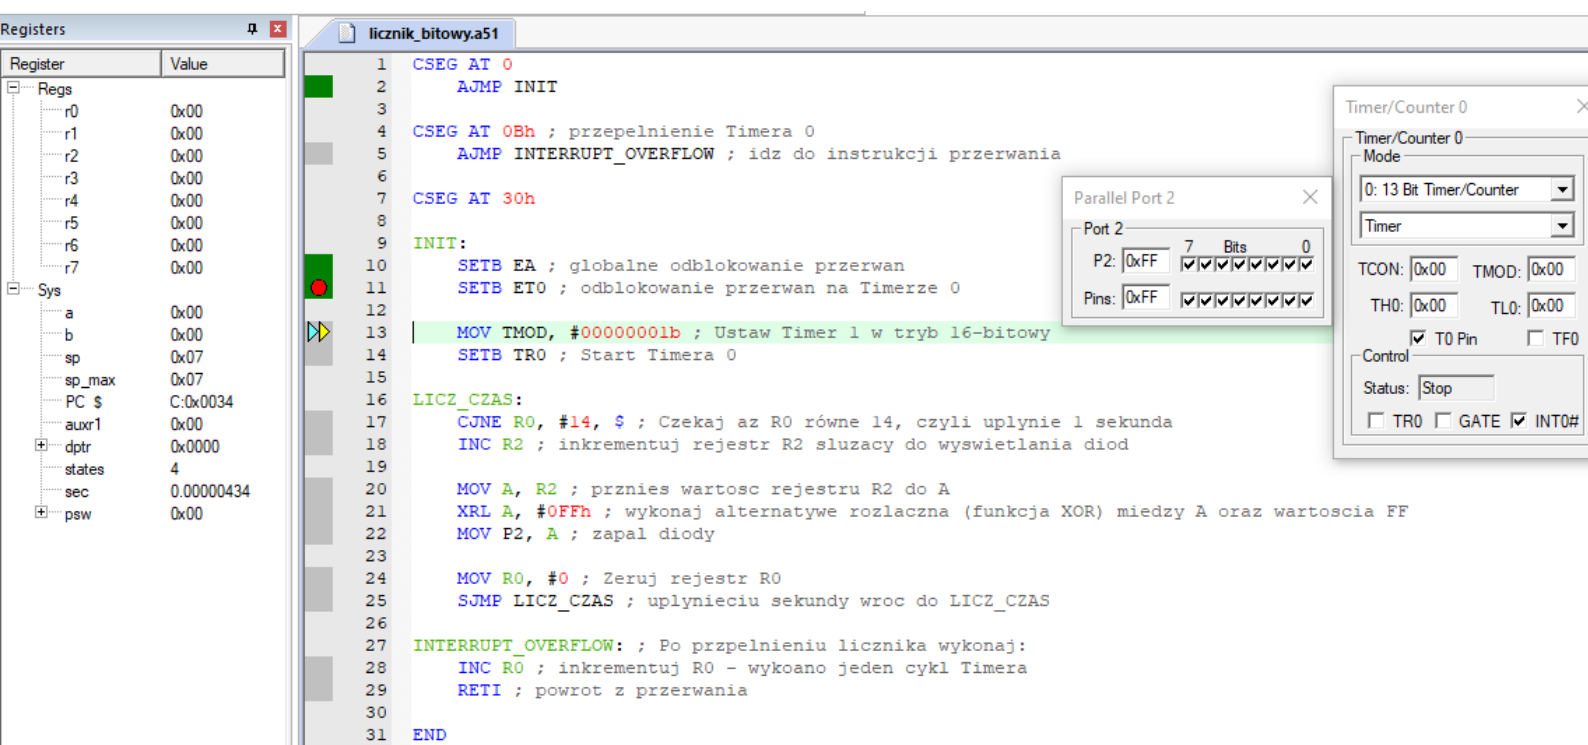 Registers
Register Value
Regs
r0 0x00
r1 0x00
r2 0x00
r3 0x00
r4 0x00
r5 0x00
r6 0x00
r7 0x00
Sys
a 0x00
b 0x00
sp 0x07
sp_max 0x07
PC $ C:0x0034
auxr1 0x00
dptr 0x0000
states 4
sec 0.00000434
psw 0x00
licznik_bitowy.a51
1 CSEG AT 0
2 AJMP INIT
3
4 CSEG AT 0Bh ; przepelnienie Timera 0
5 AJMP INTERRUPT_OVERFLOW ; idz do instrukcji przerwania
6
7 CSEG AT 30h
8
9 INIT:
10 SETB EA ; globalne odblokowanie przerwan
11 SETB ET0 ; odblokowanie przerwan na Timerze 0
12
13 MOV TMOD, #00000001b ; Ustaw Timer 1 w tryb 16-bitowy
14 SETB TR0 ; Start Timera 0
15
16 LICZ_CZAS:
17 CJNE R0, #14, $ ; Czekaj az R0 równe 14, czyli uplynie 1 sekunda
18 INC R2 ; inkrementuj rejestr R2 sluzacy do wyswietlania diod
19
20 MOV A, R2 ; prznies wartosc rejestru R2 do A
21 XRL A, #0FFh ; wykonaj alternatywe rozlaczna (funkcja XOR) miedzy A oraz wartoscia FF
22 MOV P2, A ; zapal diody
23
24 MOV R0, #0 ; Zeruj rejestr R0
25 SJMP LICZ_CZAS ; uplynieciu sekundy wroc do LICZ_CZAS
26
27 INTERRUPT_OVERFLOW: ; Po przpelnieniu licznika wykonaj:
28 INC R0 ; inkrementuj R0 - wykoano jeden cykl Timera
29 RETI ; powrot z przerwania
30
31 END
Parallel Port 2
Port 2
7 Bits 0
P2: 0xFF
Pins: 0xFF
Timer/Counter 0
Timer/Counter 0
Mode
0: 13 Bit Timer/Counter
Timer
TCON: 0x00 TMOD: 0x00
TH0: 0x00 TL0: 0x00
T0 Pin TF0
Control
Status: Stop
TR0 GATE INT0#